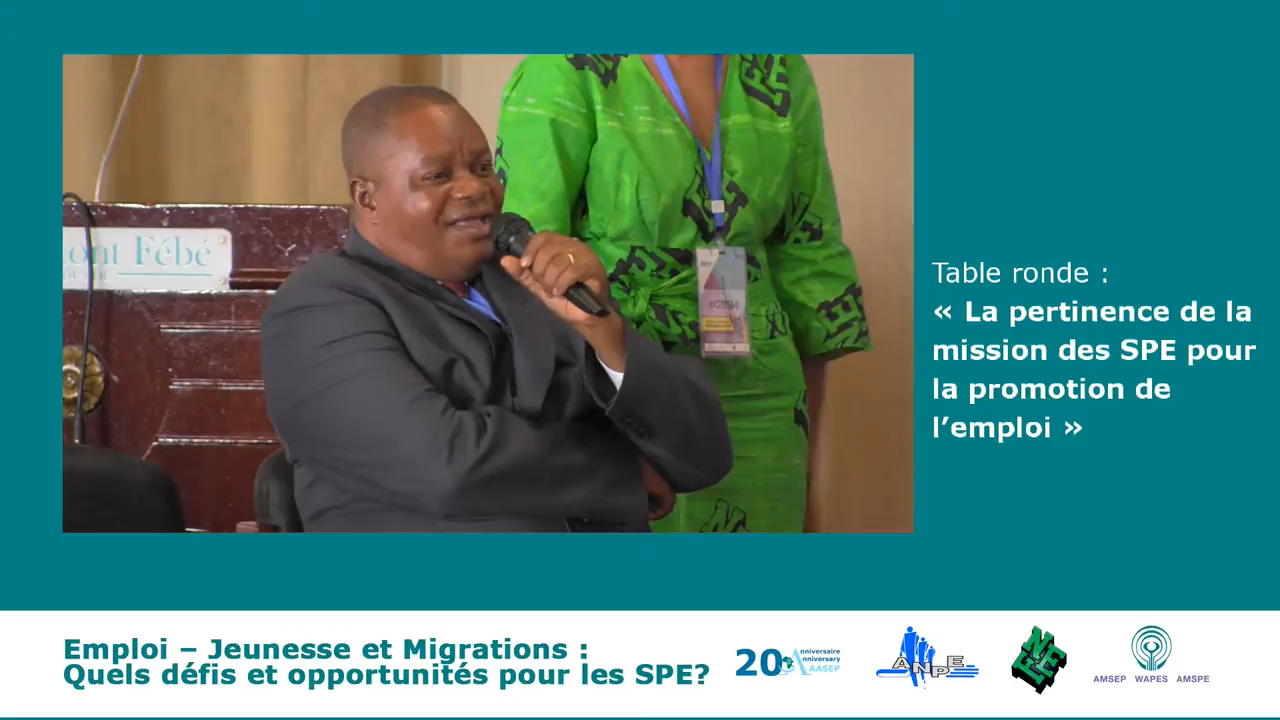 ont Fébé
Table ronde :
« La pertinence de la
mission des SPE pour
la promotion de
l’emploi »
Emploi – Jeunesse et Migrations :
Quels défis et opportunités pour les SPE?
20
Anniversaire
Anniversary
AASEP
ANPE
FNE
AMSEP WAPES AMSPE